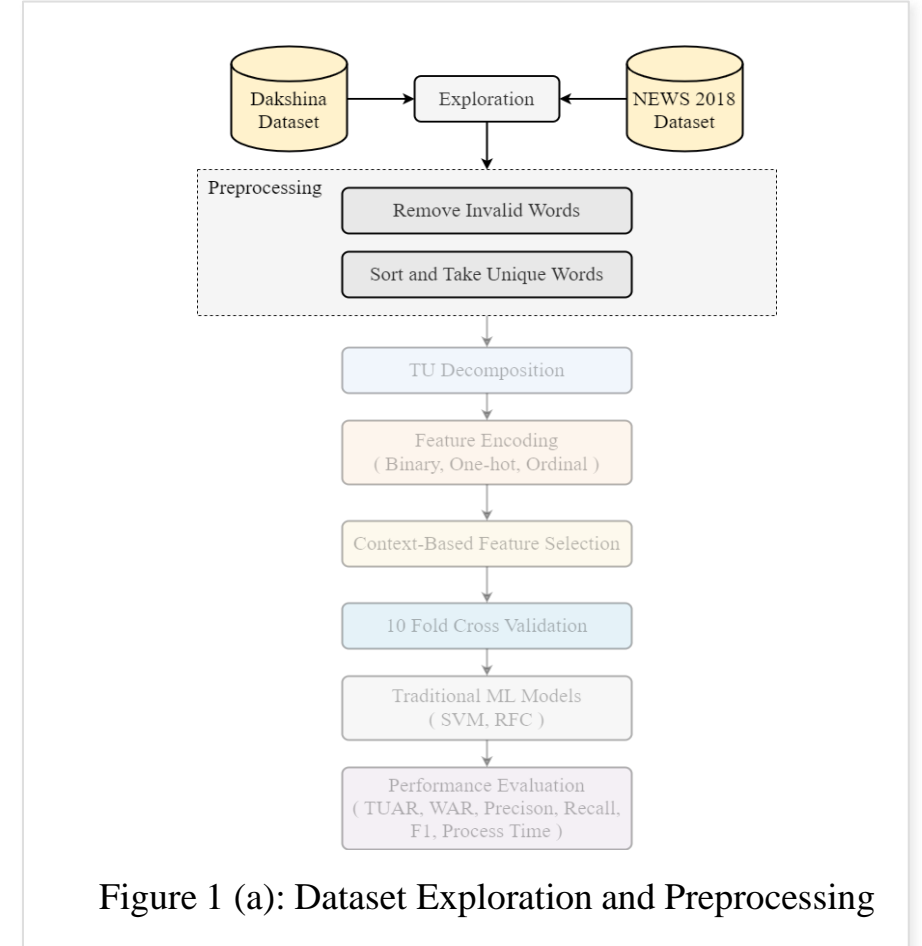 Dakshina
Dataset
Exploration
NEWS 2018
Dataset
Preprocessing
Remove Invalid Words
Sort and Take Unique Words
TU Decomposition
Feature Encoding
( Binary, One-hot, Ordinal )
Context-Based Feature Selection
10 Fold Cross Validation
Traditional ML Models
( SVM, RFC )
Performance Evaluation
( TUAR, WAR, Precison, Recall,
F1, Process Time )
Figure 1 (a): Dataset Exploration and Preprocessing